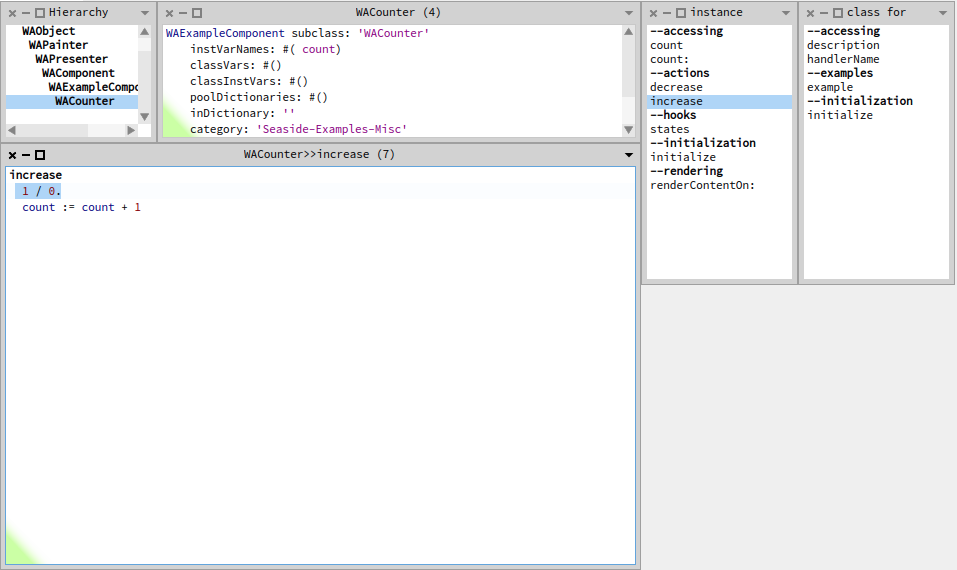 Hierarchy
WAObject
WAPainter
WAPresenter
WAComponent
WAExampleCompo
WACounter
WACounter (4)
WAExampleComponent subclass: 'WACounter'
instVarNames: #( count)
classVars: #()
classInstVars: #()
poolDictionaries: #()
inDictionary: ''
category: 'Seaside-Examples-Misc'
instance
--accessing
count
count:
--actions
decrease
increase
--hooks
states
--initialization
initialize
--rendering
renderContentOn:
class for
--accessing
description
handlerName
--examples
example
--initialization
initialize
WACounter>>increase (7)
increase
1 / 0.
count := count + 1